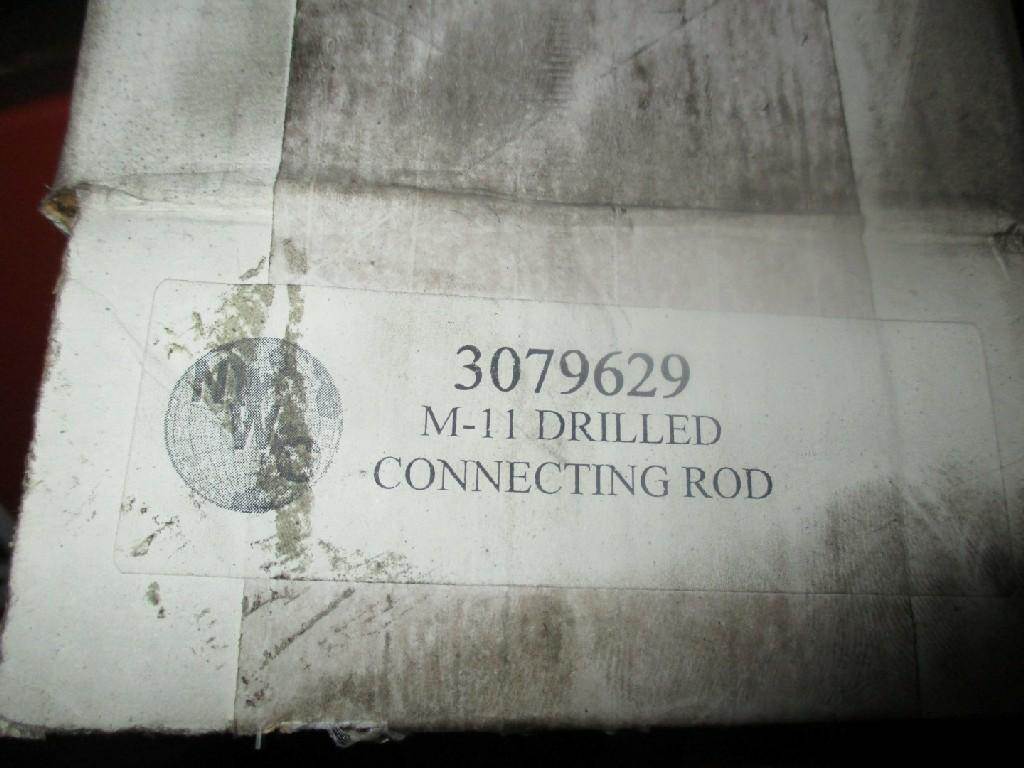 3079629
M-11 DRILLED
CONNECTING ROD